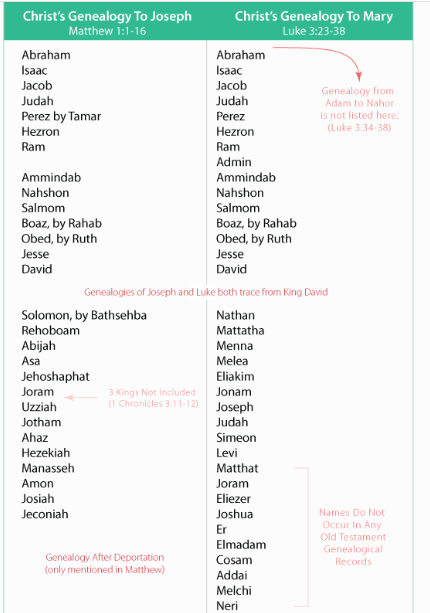 Christ's Genealogy To Joseph
Matthew 1:1-16
Abraham
Isaac
Jacob
Judah
Perez by Tamar
Hezron
Ram
Ammindab
Nahshon
Salmom
Boaz, by Rahab
Obed, by Ruth
Jesse
David
Christ's Genealogy To Mary
Luke 3:23-38
Abraham
Isaac
Jacob
Judah
Perez
Hezron
Ram
Admin
Ammindab
Nahshon
Salmom
Boaz, by Rahab
Obed, by Ruth
Jesse
David
Genealogy from
Adam to Nahor
is not listed here.
(Luke 3:34-38)
Genealogies of Joseph and Luke both trace from King David
Solomon, by Bathsehba
Rehoboam
Abijah
Asa
Jehoshaphat
Joram
Uzziah
Jotham
Ahaz
Hezekiah
Manasseh
Amon
Josiah
Jeconiah
3 Kings Not Included
(1 Chronicles 3:11-12)
Genealogy After Deportation
(only mentioned in Matthew)
Nathan
Mattatha
Menna
Melea
Eliakim
Jonam
Joseph
Judah
Simeon
Levi
Matthat
Joram
Eliezer
Joshua
Er
Elmadam
Cosam
Addai
Melchi
Neri
Names Do Not
Occur In Any
Old Testament
Genealogical
Records